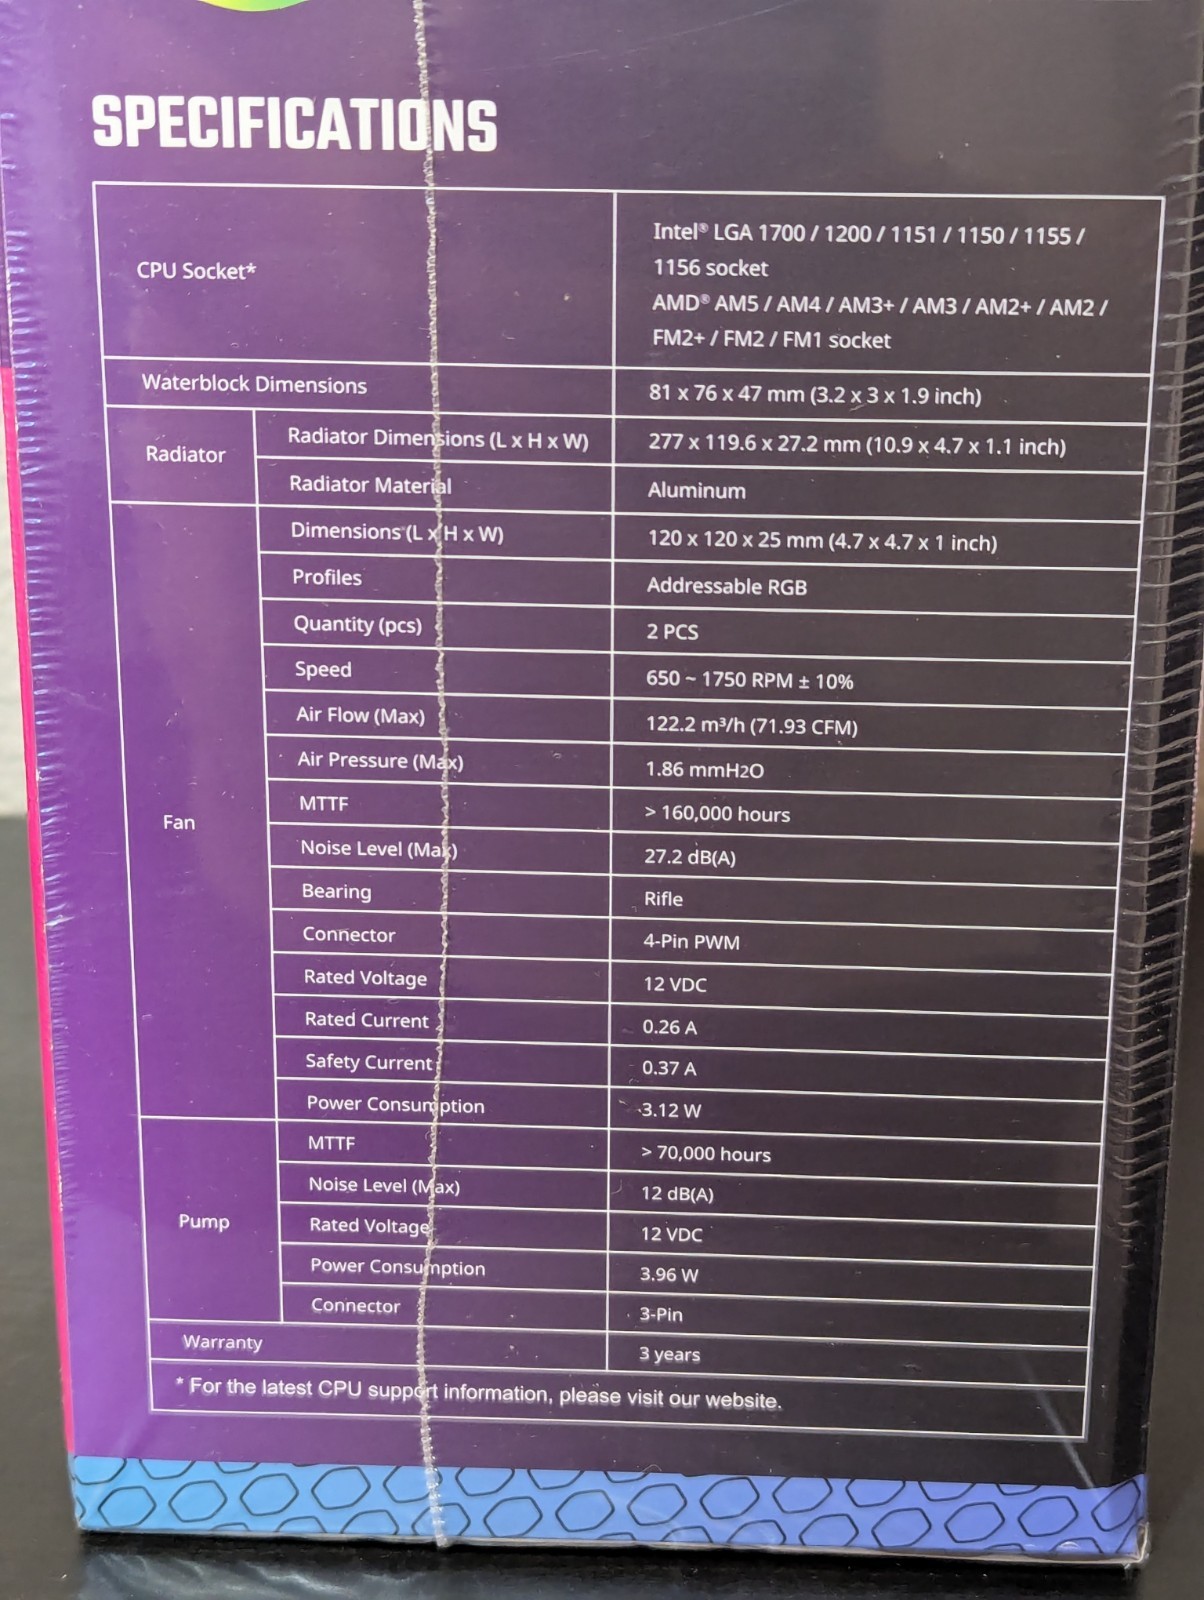 SPECIFICATIONS
CPU Socket*
Intel® LGA 1700 / 1200 / 1151 / 1150 / 1155 /
1156 socket
AMD® AM5 / AM4 / AM3+ / AM3 / AM2+ / AM2 /
FM2+ / FM2 / FM1 socket
Waterblock Dimensions
81 x 76 x 47 mm (3.2 x 3 x 1.9 inch)
Radiator
Radiator Dimensions (L x H x W)
277 x 119.6 x 27.2 mm (10.9 x 4.7 x 1.1 inch)
Radiator Material
Aluminum
Fan
Dimensions (L x H x W)
120 x 120 x 25 mm (4.7 x 4.7 x 1 inch)
Profiles
Addressable RGB
Quantity (pcs)
2 PCS
Speed
650 ~ 1750 RPM ± 10%
Air Flow (Max)
122.2 m³/h (71.93 CFM)
Air Pressure (Max)
1.86 mmH2O
MTTF
> 160,000 hours
Noise Level (Max)
27.2 dB(A)
Bearing
Rifle
Connector
4-Pin PWM
Rated Voltage
12 VDC
Rated Current
0.26 A
Safety Current
0.37 A
Power Consumption
3.12 W
Pump
MTTF
> 70,000 hours
Noise Level (Max)
12 dB(A)
Rated Voltage
12 VDC
Power Consumption
3.96 W
Connector
3-Pin
Warranty
3 years
* For the latest CPU support information, please visit our website.